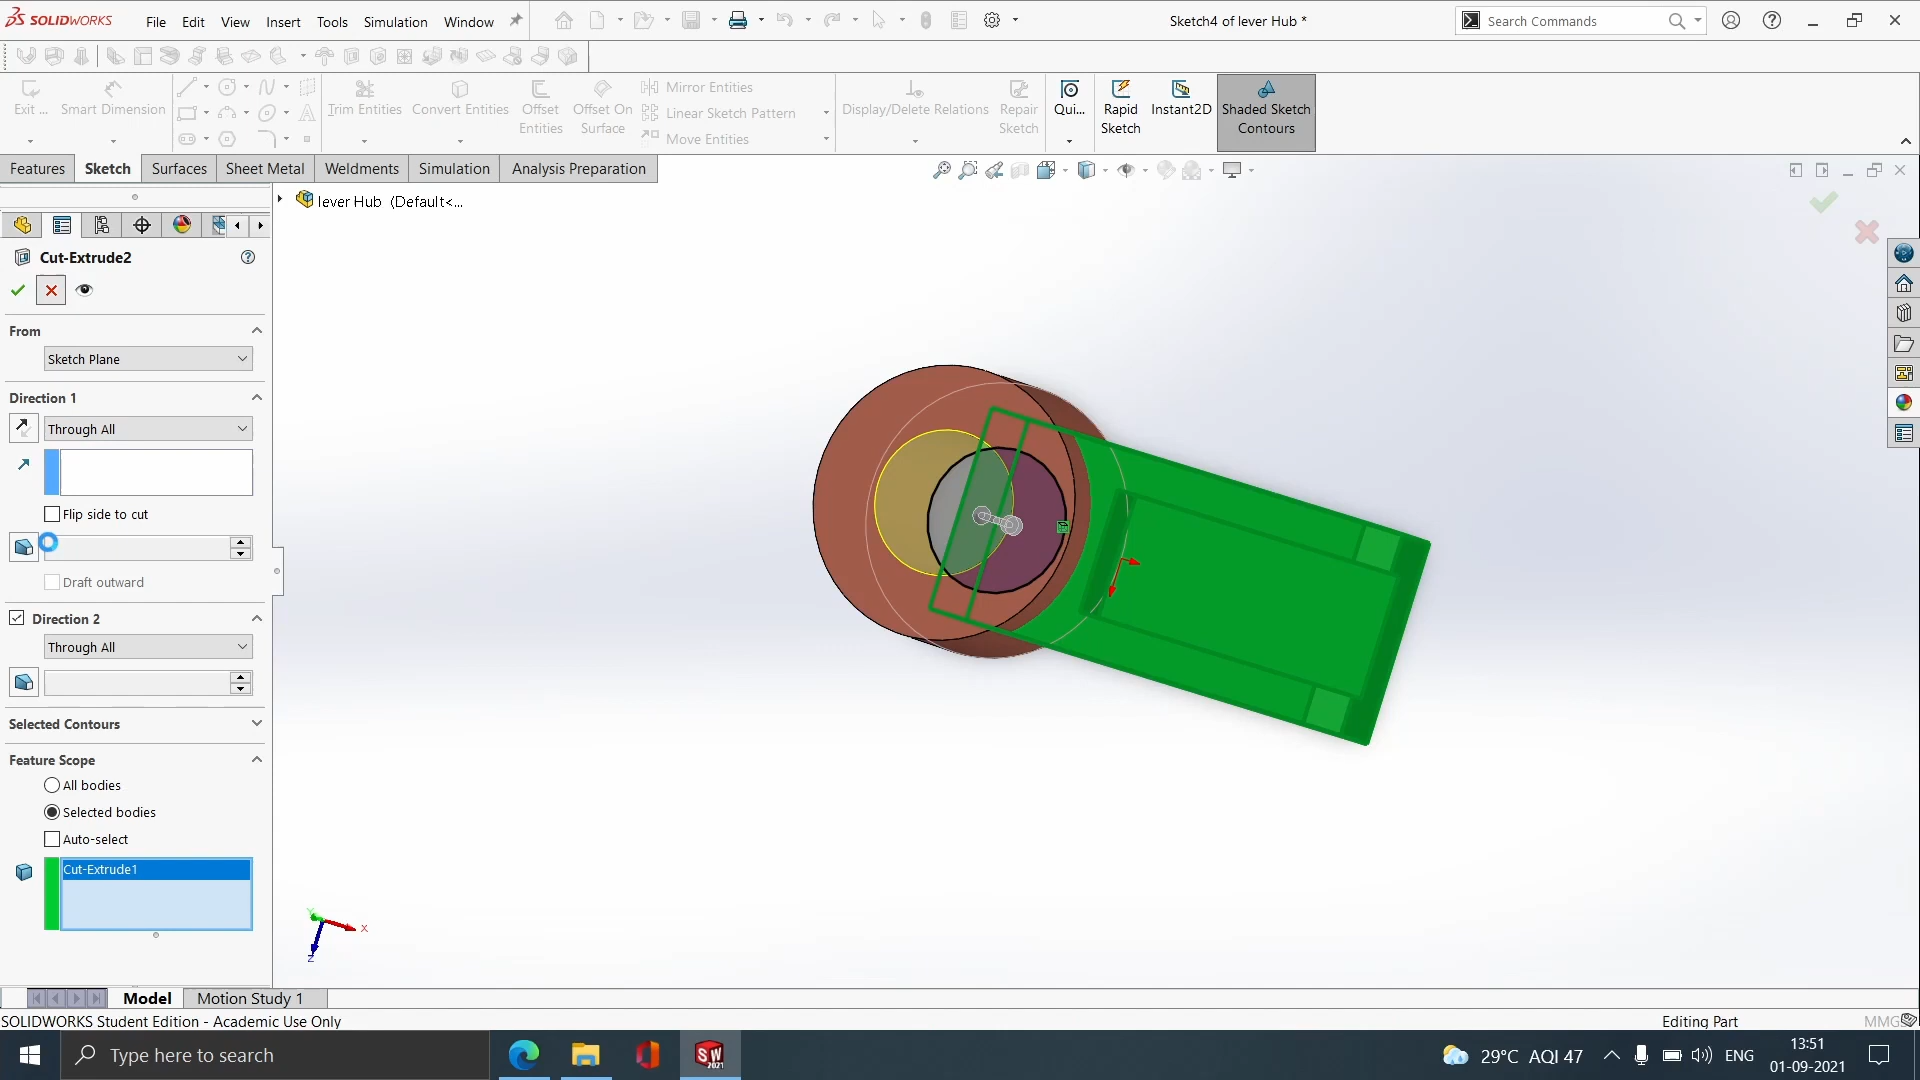 SOLIDWORKS File Edit View Insert Tools Simulation Window
Sketch4 of lever Hub *
Search Commands
Exit ... Smart Dimension
Trim Entities Convert Entities Offset Entities Offset On Surface
Mirror Entities
Linear Sketch Pattern
Move Entities
Display/Delete Relations Repair Sketch
Qui... Rapid Sketch Instant2D Shaded Sketch Contours
Features Sketch Surfaces Sheet Metal Weldments Simulation Analysis Preparation
lever Hub (Default<...
Cut-Extrude2
From
Sketch Plane
Direction 1
Through All
Flip side to cut
Draft outward
Direction 2
Through All
Selected Contours
Feature Scope
All bodies
Selected bodies
Auto-select
Cut-Extrude1
Y
X
Z
Model Motion Study 1
SOLIDWORKS Student Edition - Academic Use Only
Editing Part
MMGS
Type here to search
SW
2021
29°C AQI 47
ENG
13:51
01-09-2021